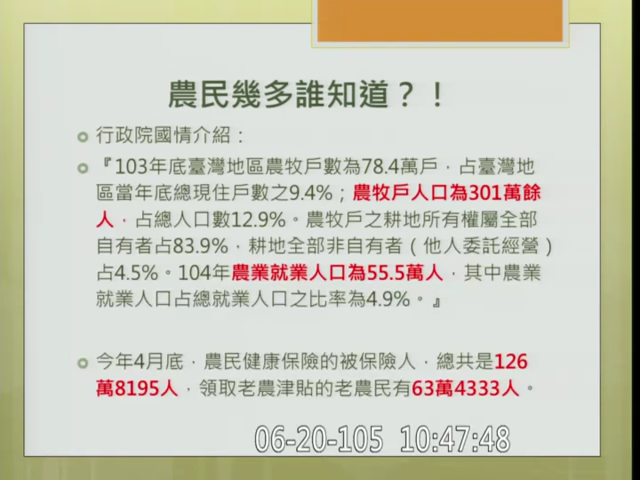 農民幾多誰知道？！
行政院國情介紹：
『103年底臺灣地區農牧戶數為78.4萬戶，占臺灣地
區當年底總現住戶數之9.4%；農牧戶人口為301萬餘
人，占總人口數12.9%。農牧戶之耕地所有權屬全部
自有者占83.9%，耕地全部非自有者（他人委託經營）
占4.5%。104年農業就業人口為55.5萬人，其中農業
就業人口占總就業人口之比率為4.9%。』
今年4月底，農民健康保險的被保險人，總共是126
萬8195人，領取老農津貼的老農民有63萬4333人。
06-20-105 10:47:48